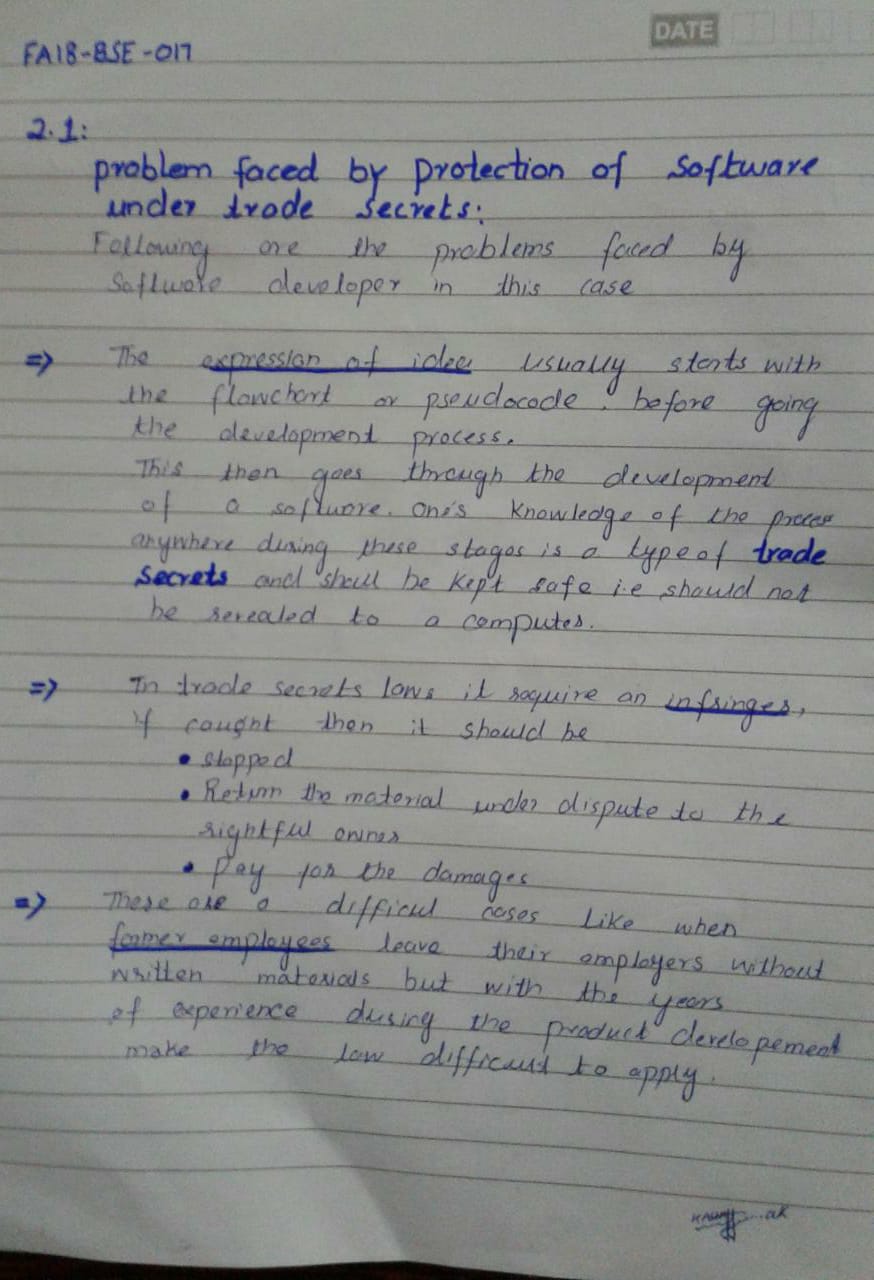 DATE
FA18-BSE-017
2.1:
problem faced by protection of software
under trade secrets:
Following are the problems faced by
Software developer in this case
=> The expression of idea usually starts with
the flowchart or pseudocode. before going
the development process.
This then goes through the development
of a software. one's knowledge of the process
anywhere during these stages is a type of trade
secrets and shall be kept safe i.e should not
be revealed to a computer.
=> In trade secrets laws it require an infringer,
if caught then it should be
• stopped
• Return the material under dispute to the
rightful owner
• Pay for the damages
=> These are a difficul cases like when
former employees leave their employers without
written materials but with the years
of experience during the product developement
make the law difficult to apply.